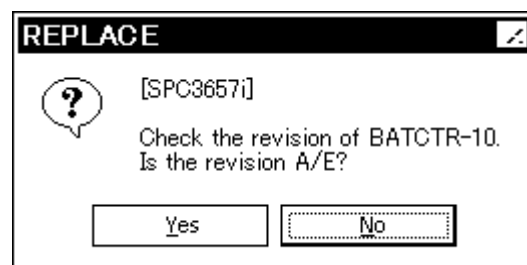 REPLACE
[SPC3657i]
Check the revision of BATCTR-10.
Is the revision A/E?
Yes
No